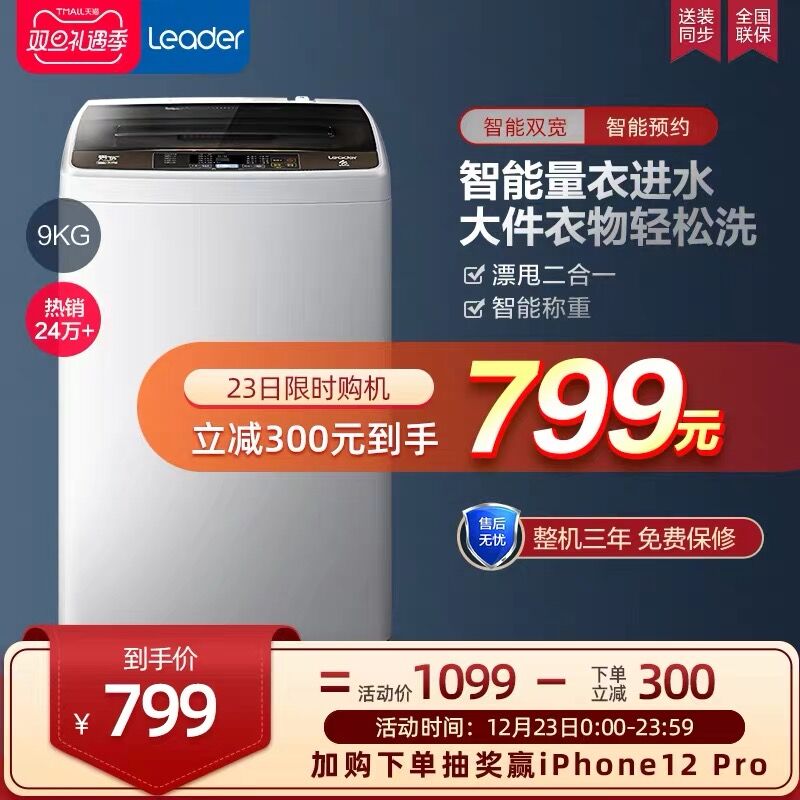 TMALL天猫
双旦礼遇季
Leader
送装
同步
全国
联保
智能双宽
智能预约
智能量衣进水
大件衣物轻松洗
漂甩二合一
智能称重
9KG
热销
24万+
Leader
23日限时购机
立减300元到手
799元
售后
无忧
整机三年 免费保修
到手价
¥ 799
= 活动价 1099 - 下单立减 300
活动时间：12月23日0:00-23:59
加购下单抽奖赢iPhone12 Pro